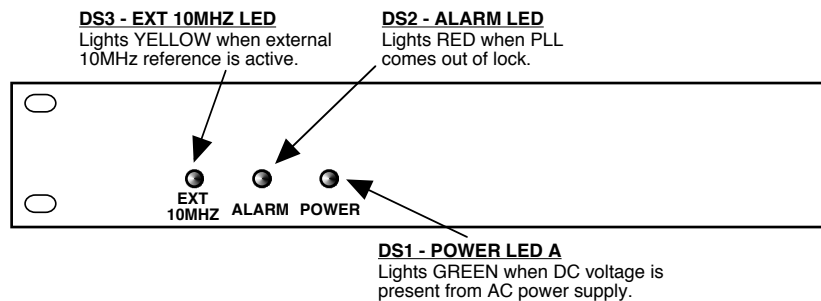 DS3 - EXT 10MHZ LED
Lights YELLOW when external
10MHz reference is active.
DS2 - ALARM LED
Lights RED when PLL
comes out of lock.
EXT
10MHZ
ALARM
POWER
DS1 - POWER LED A
Lights GREEN when DC voltage is
present from AC power supply.